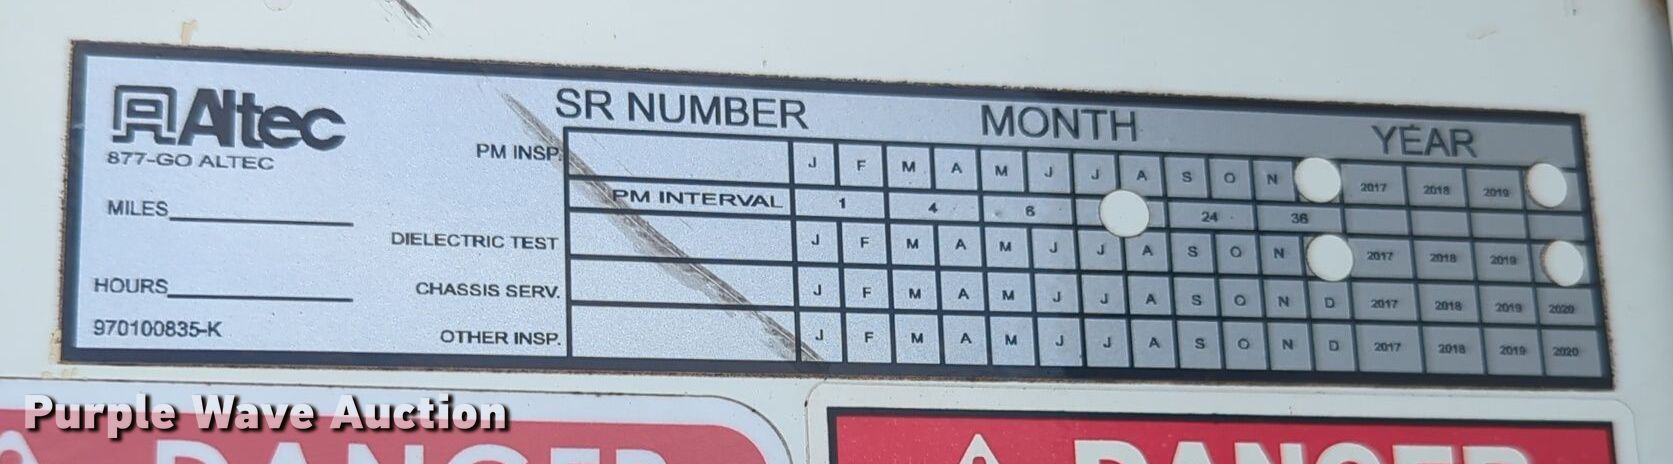 Altec
877-GO ALTEC
MILES
HOURS
970100835-K
SR NUMBER MONTH YEAR
PM INSP. J F M A M J J A S O N 2017 2018 2019
PM INTERVAL 1 4 6 24 36
DIELECTRIC TEST J F M A M J J A S O N 2017 2018 2019
CHASSIS SERV. J F M A M J J A S O N D 2017 2018 2019 2020
OTHER INSP. J F M A M J J A S O N D 2017 2018 2019 2020
Purple Wave Auction
DANGER
DANGER